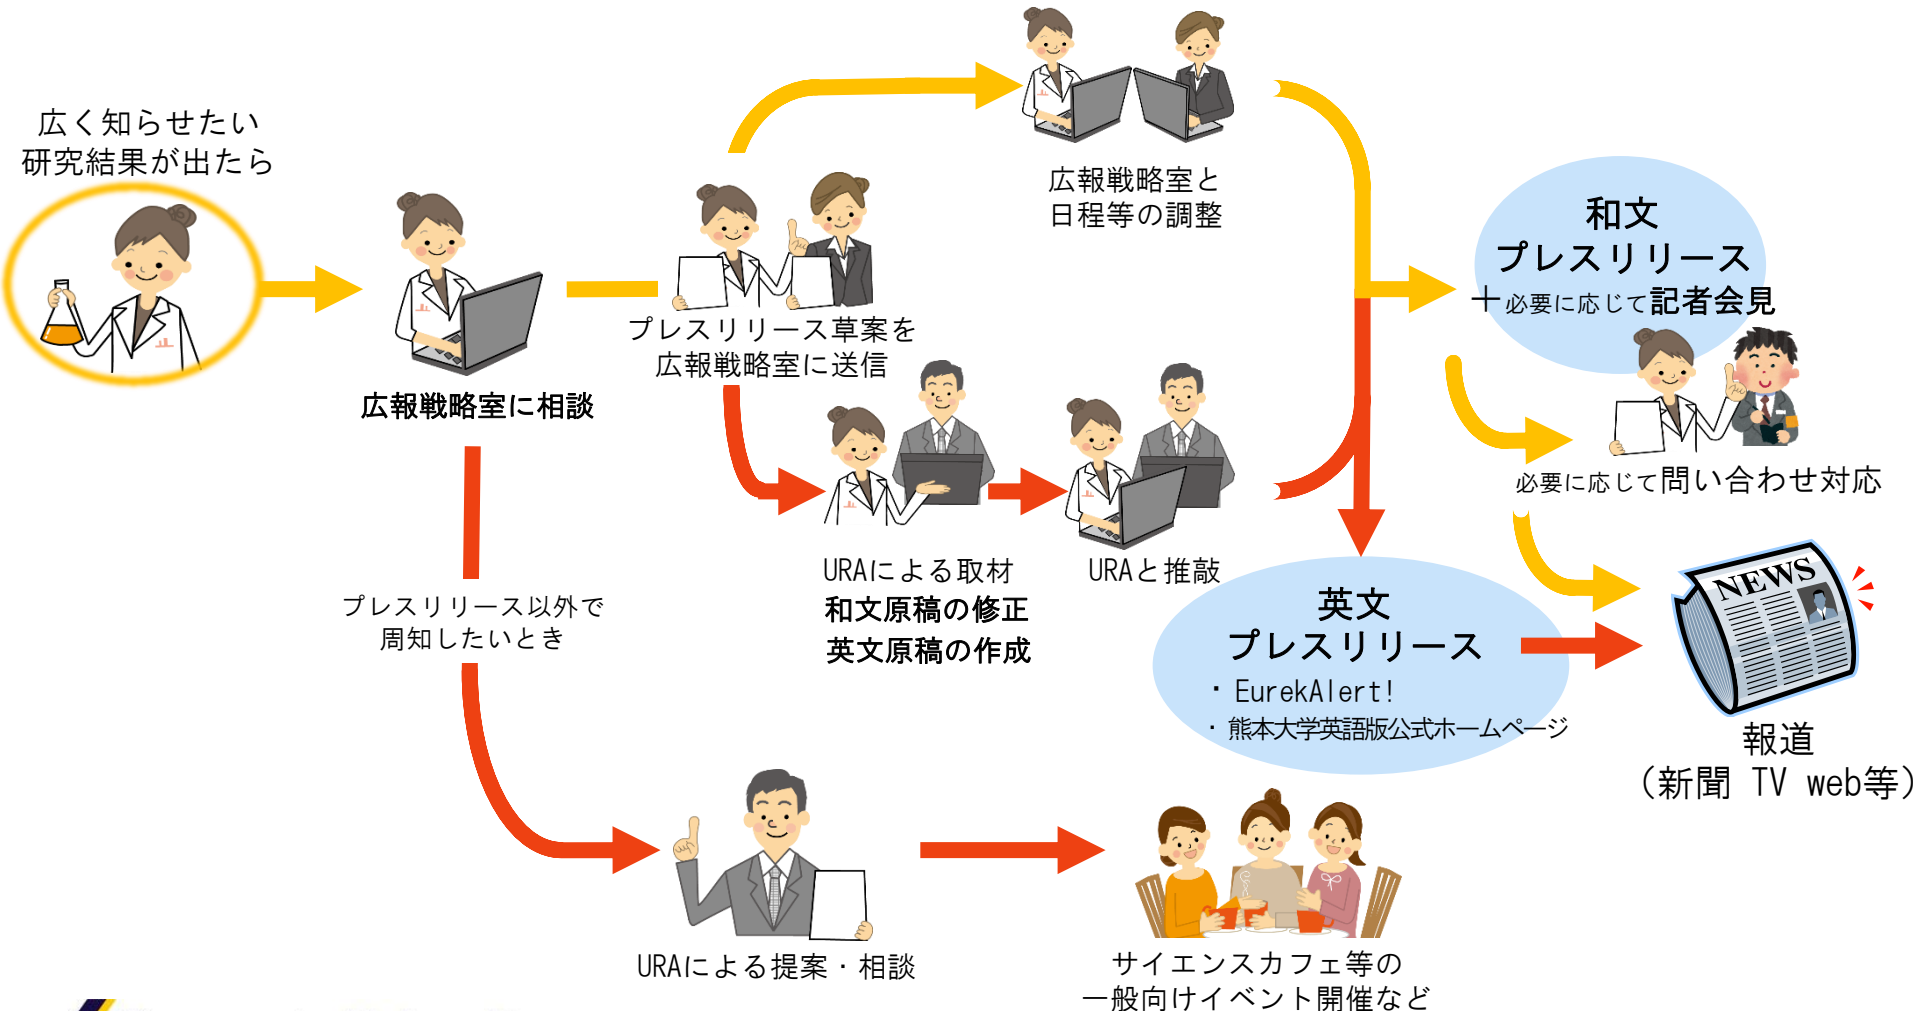 広く知らせたい
研究結果が出たら
広報戦略室に相談
プレスリリース草案を
広報戦略室に送信
広報戦略室と
日程等の調整
URAによる取材
和文原稿の修正
英文原稿の作成
URAと推敲
和文
プレスリリース
＋必要に応じて記者会見
必要に応じて問い合わせ対応
英文
プレスリリース
・EurekAlert!
・熊本大学英語版公式ホームページ
NEWS
報道
（新聞 TV web等）
プレスリリース以外で
周知したいとき
URAによる提案・相談
サイエンスカフェ等の
一般向けイベント開催など